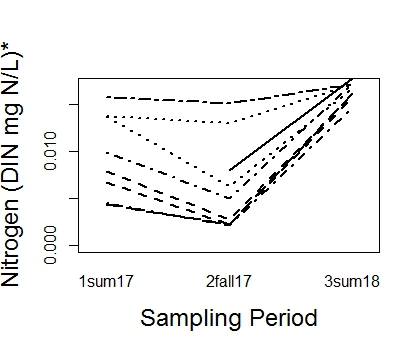 Nitrogen (DIN mg N/L)*
0.010
0.000
1sum17 2fall17 3sum18
Sampling Period